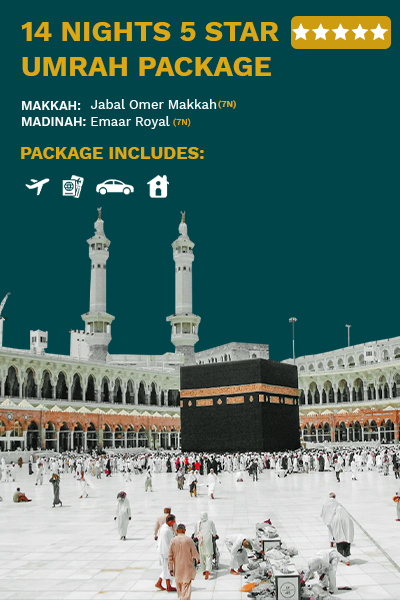 14 NIGHTS 5 STAR
UMRAH PACKAGE
MAKKAH: Jabal Omer Makkah (7N)
MADINAH: Emaar Royal (7N)
PACKAGE INCLUDES: